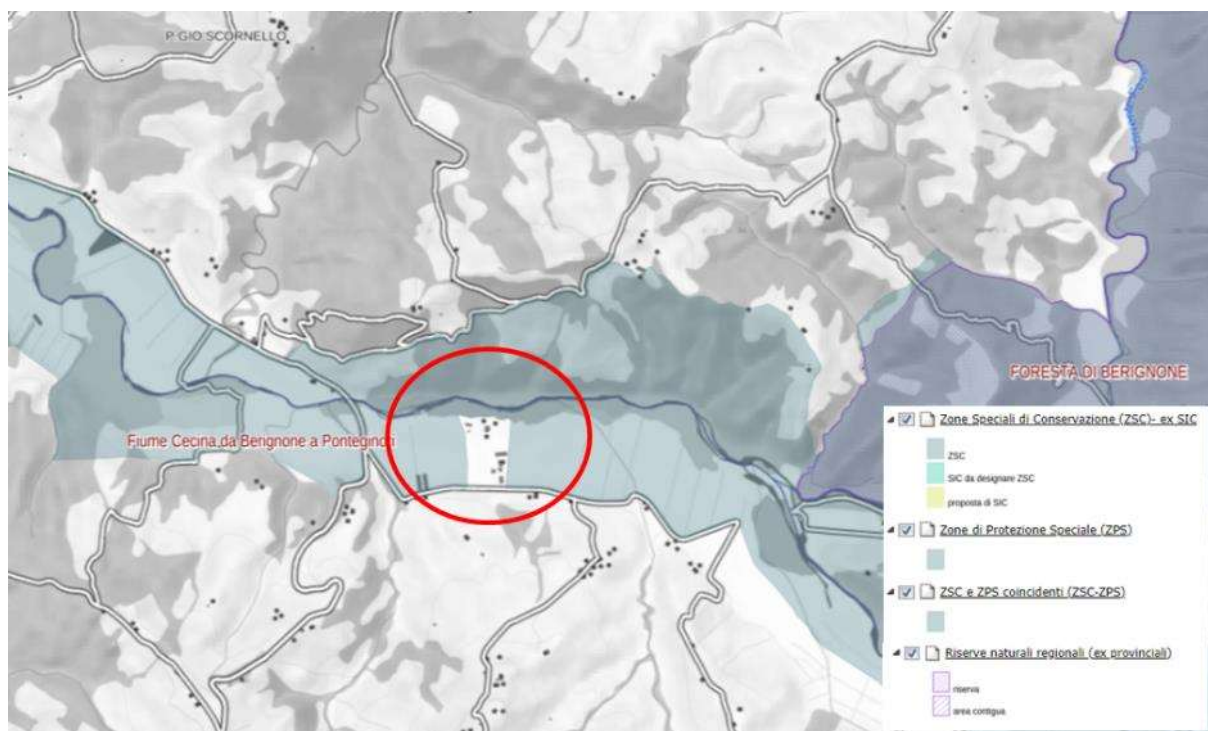 P GIO SCORNELLO
FORESTA DI BERIGNONE
Fiume Cecina da Berignone a Ponteginori
Zone Speciali di Conservazione (ZSC)- ex SIC
ZSC
SIC da designare ZSC
proposta di SIC
Zone di Protezione Speciale (ZPS)
ZSC e ZPS coincidenti (ZSC-ZPS)
Riserve naturali regionali (ex provinciali)
riserva
area contigua